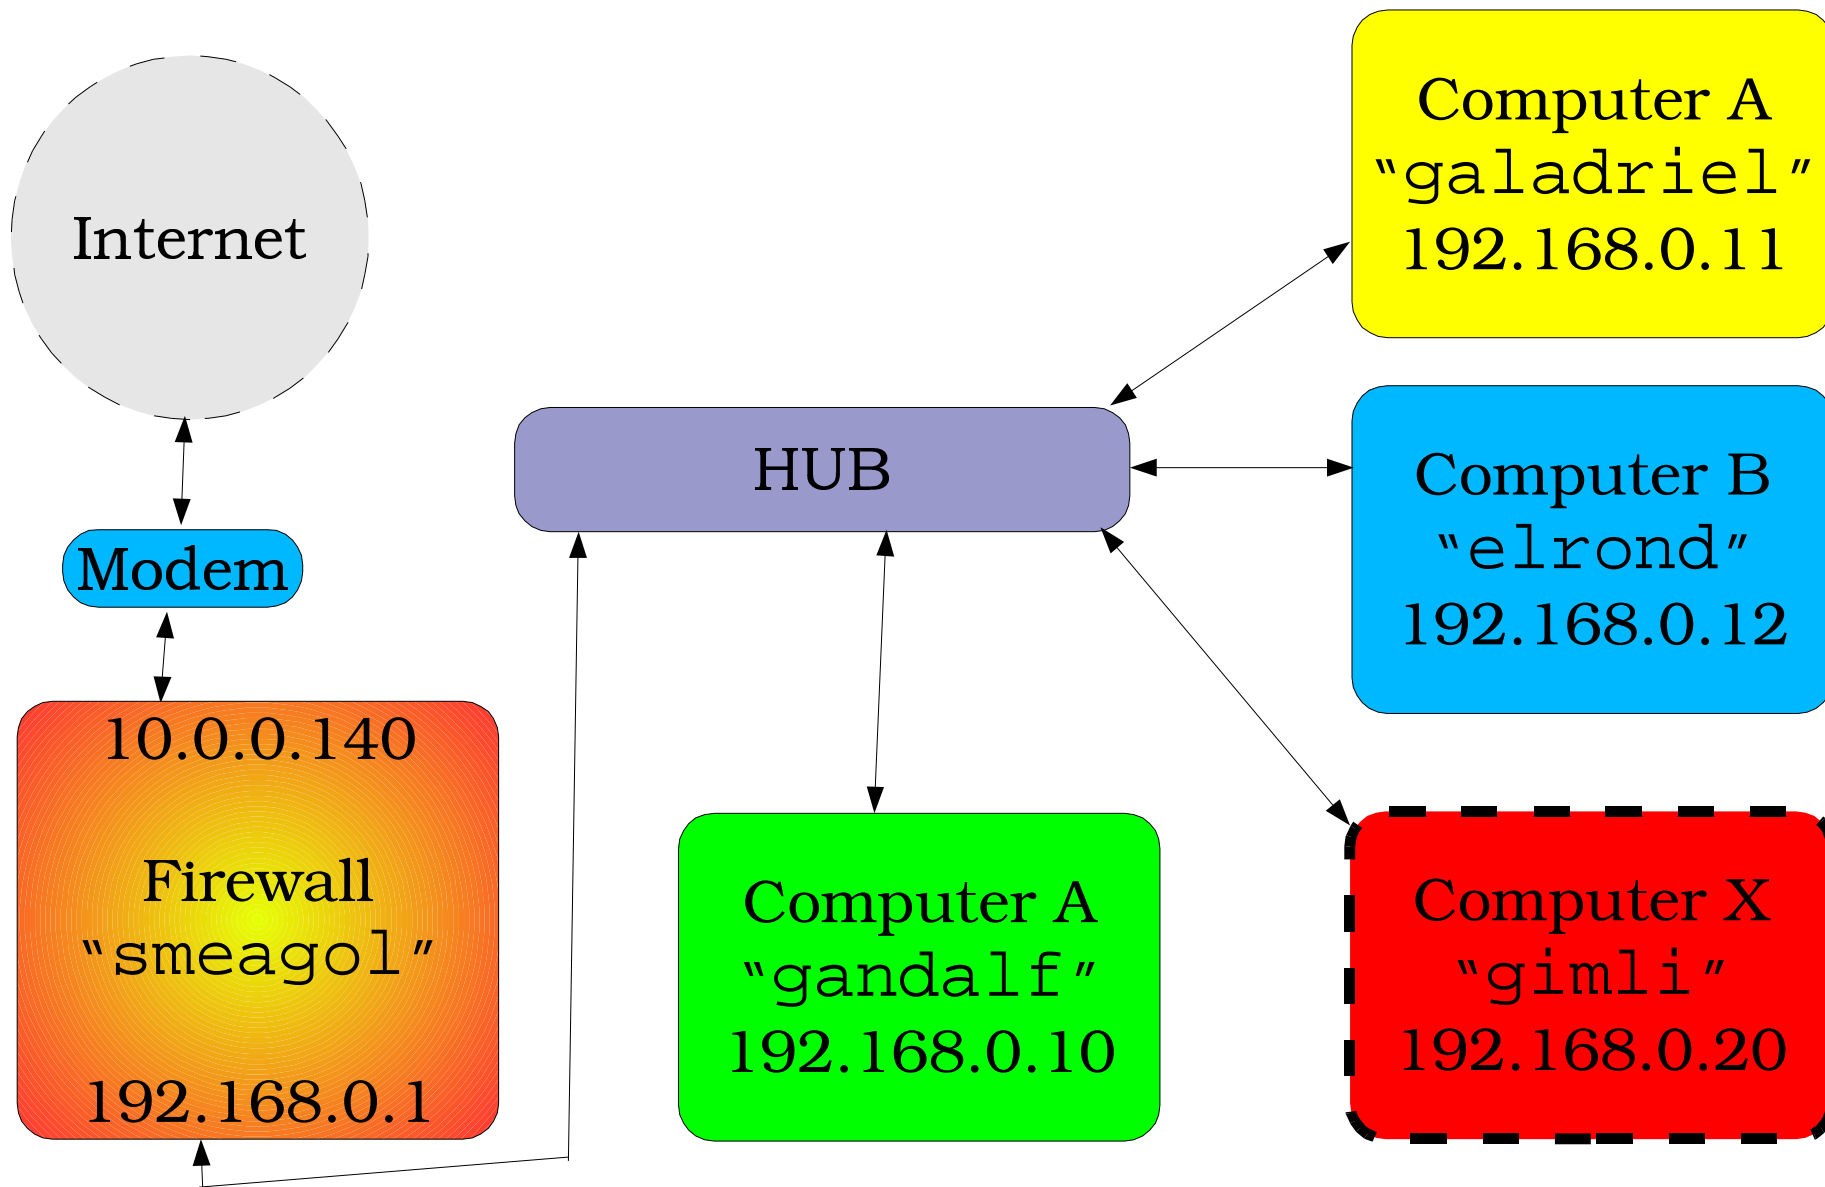 Internet
Modem
10.0.0.140
Firewall
“smeagol”
192.168.0.1
HUB
Computer A
“galadriel”
192.168.0.11
Computer B
“elrond”
192.168.0.12
Computer A
“gandalf”
192.168.0.10
Computer X
“gimli”
192.168.0.20